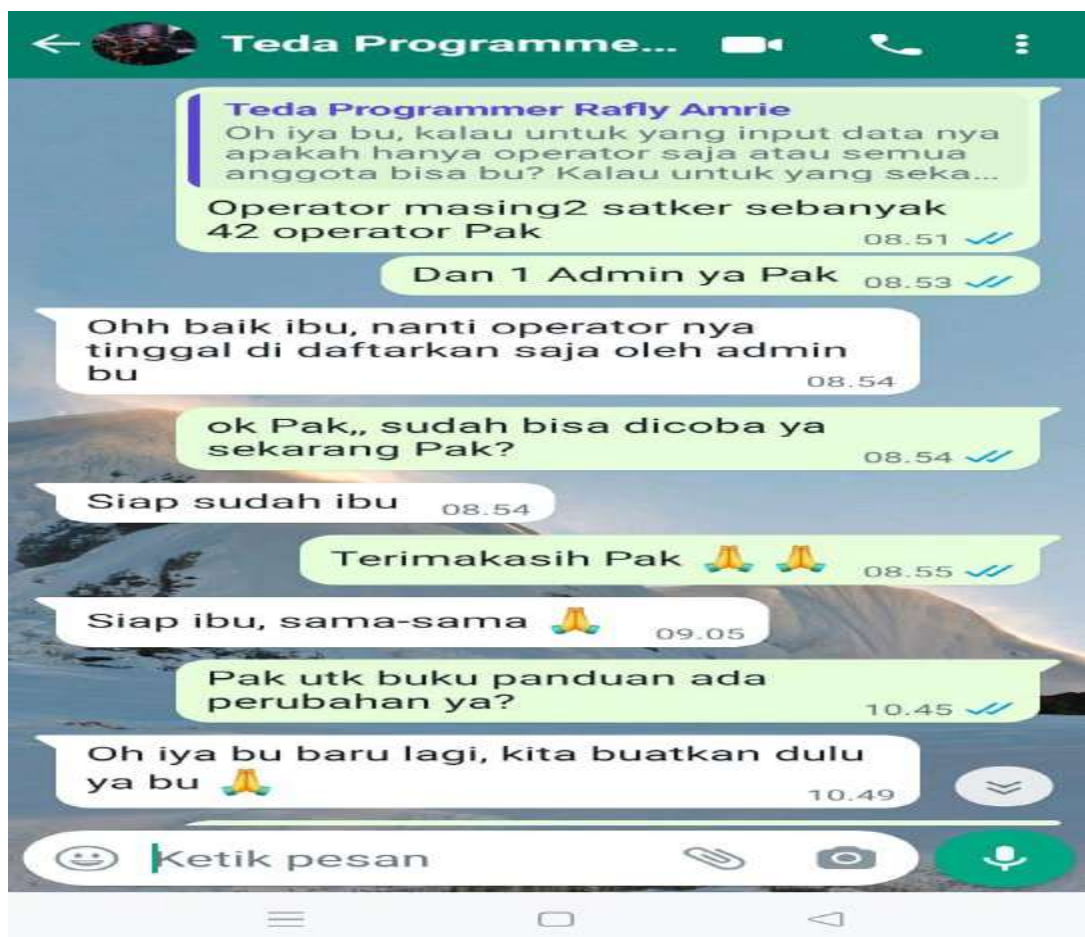 Teda Programme...
Teda Programmer Rafly Amrie
Oh iya bu, kalau untuk yang input data nya
apakah hanya operator saja atau semua
anggota bisa bu? Kalau untuk yang seka...
Operator masing2 satker sebanyak
42 operator Pak
08.51
Dan 1 Admin ya Pak 08.53
Ohh baik ibu, nanti operator nya
tinggal di daftarkan saja oleh admin
bu
08.54
ok Pak,, sudah bisa dicoba ya
sekarang Pak?
08.54
Siap sudah ibu 08.54
Terimakasih Pak 🙏 🙏 08.55
Siap ibu, sama-sama 🙏 09.05
Pak utk buku panduan ada
perubahan ya?
10.45
Oh iya bu baru lagi, kita buatkan dulu
ya bu 🙏
10.49
Ketik pesan